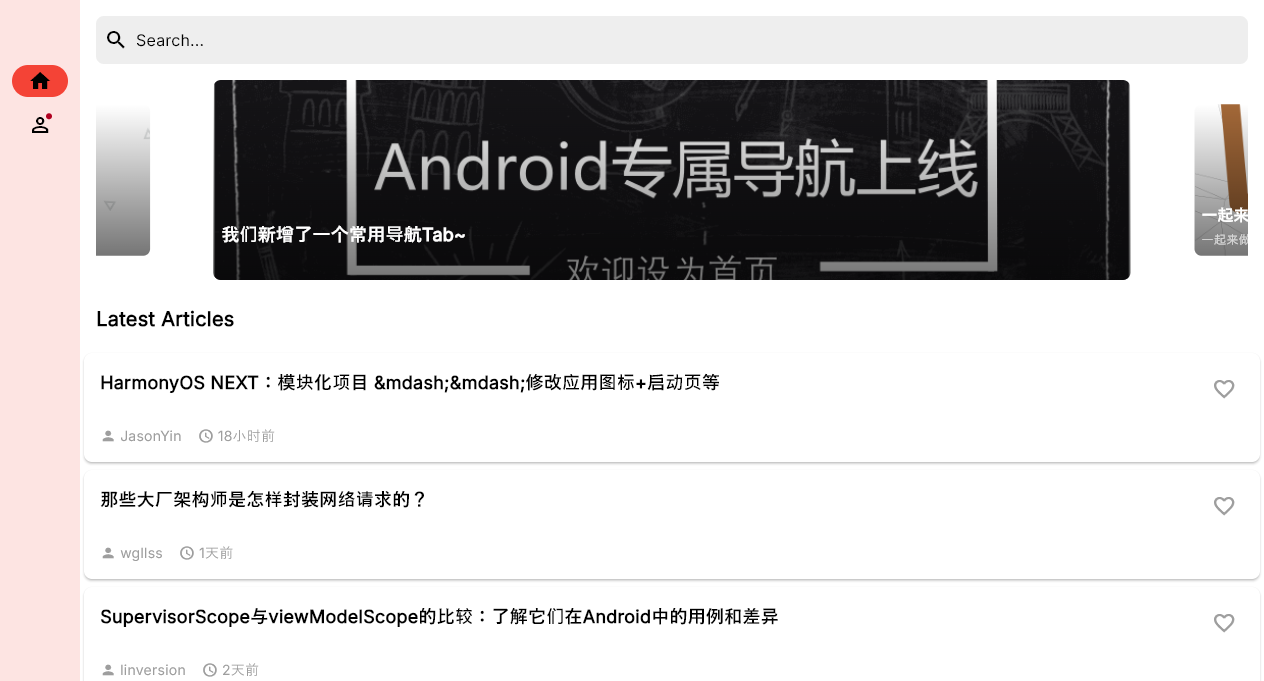 Search...
Android专属导航上线
我们新增了一个常用导航Tab~
欢迎设为首页
一起来
一起来做
Latest Articles
HarmonyOS NEXT：模块化项目 &mdash;&mdash;修改应用图标+启动页等
JasonYin 18小时前
那些大厂架构师是怎样封装网络请求的？
wgllss 1天前
SupervisorScope与viewModelScope的比较：了解它们在Android中的用例和差异
linversion 2天前